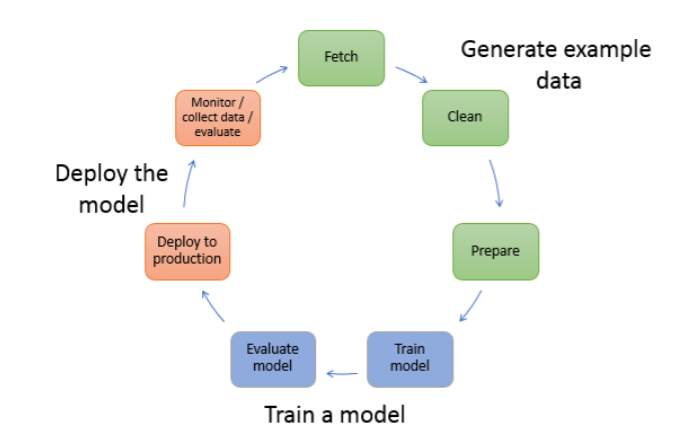 Fetch
Generate example
data
Clean
Prepare
Train
model
Evaluate
model
Train a model
Deploy to
production
Deploy the
model
Monitor /
collect data /
evaluate